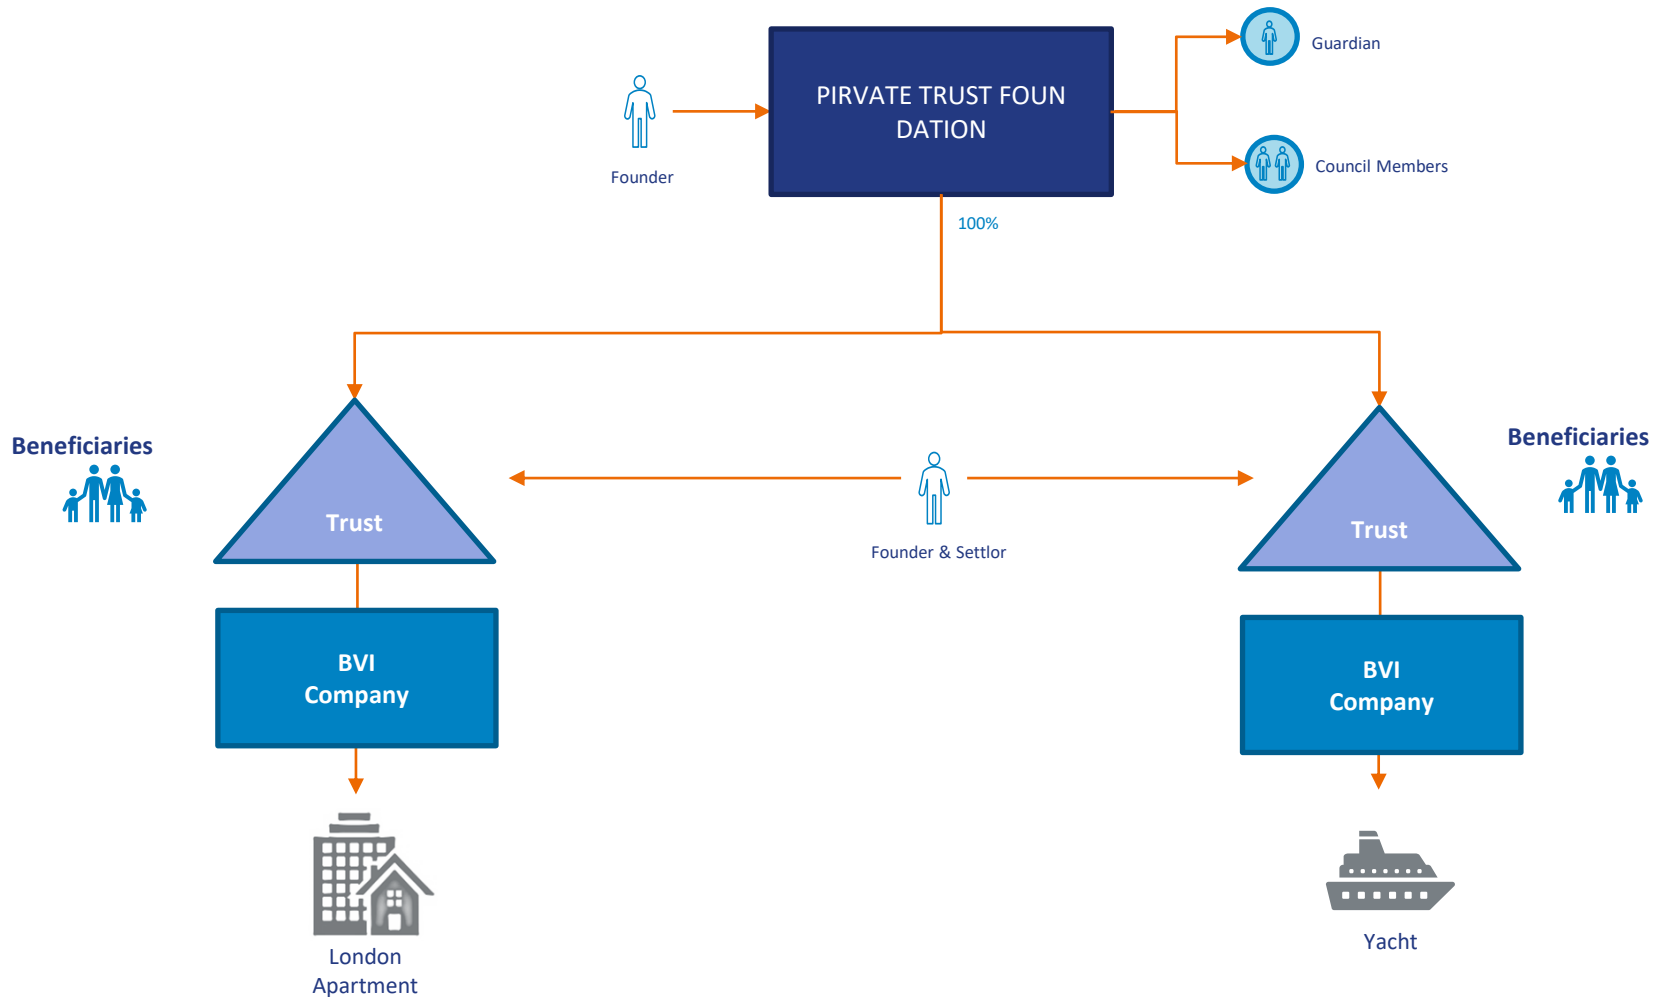 Guardian
PIRVATE TRUST FOUN
DATION
Founder
Council Members
100%
Beneficiaries
Beneficiaries
Trust
Trust
Founder & Settlor
BVI
Company
BVI
Company
London
Apartment
Yacht